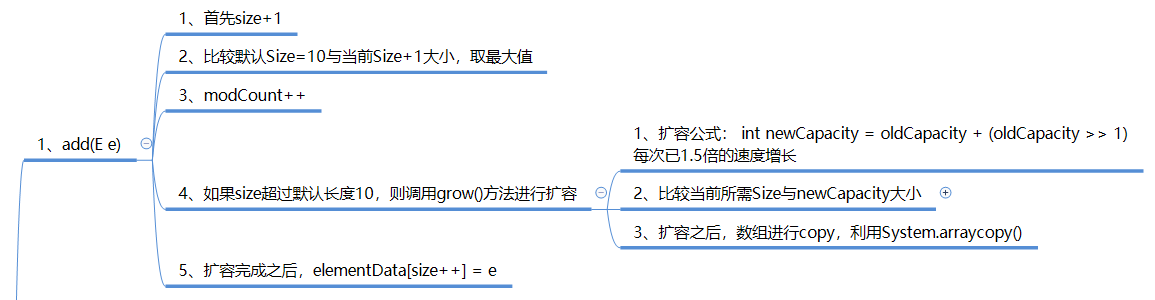 1、首先size+1
2、比较默认Size=10与当前Size+1大小，取最大值
3、modCount++
1、add(E e)
1、扩容公式： int newCapacity = oldCapacity + (oldCapacity >> 1)
每次已1.5倍的速度增长
4、如果size超过默认长度10，则调用grow()方法进行扩容
2、比较当前所需Size与newCapacity大小
3、扩容之后，数组进行copy，利用System.arraycopy()
5、扩容完成之后，elementData[size++] = e